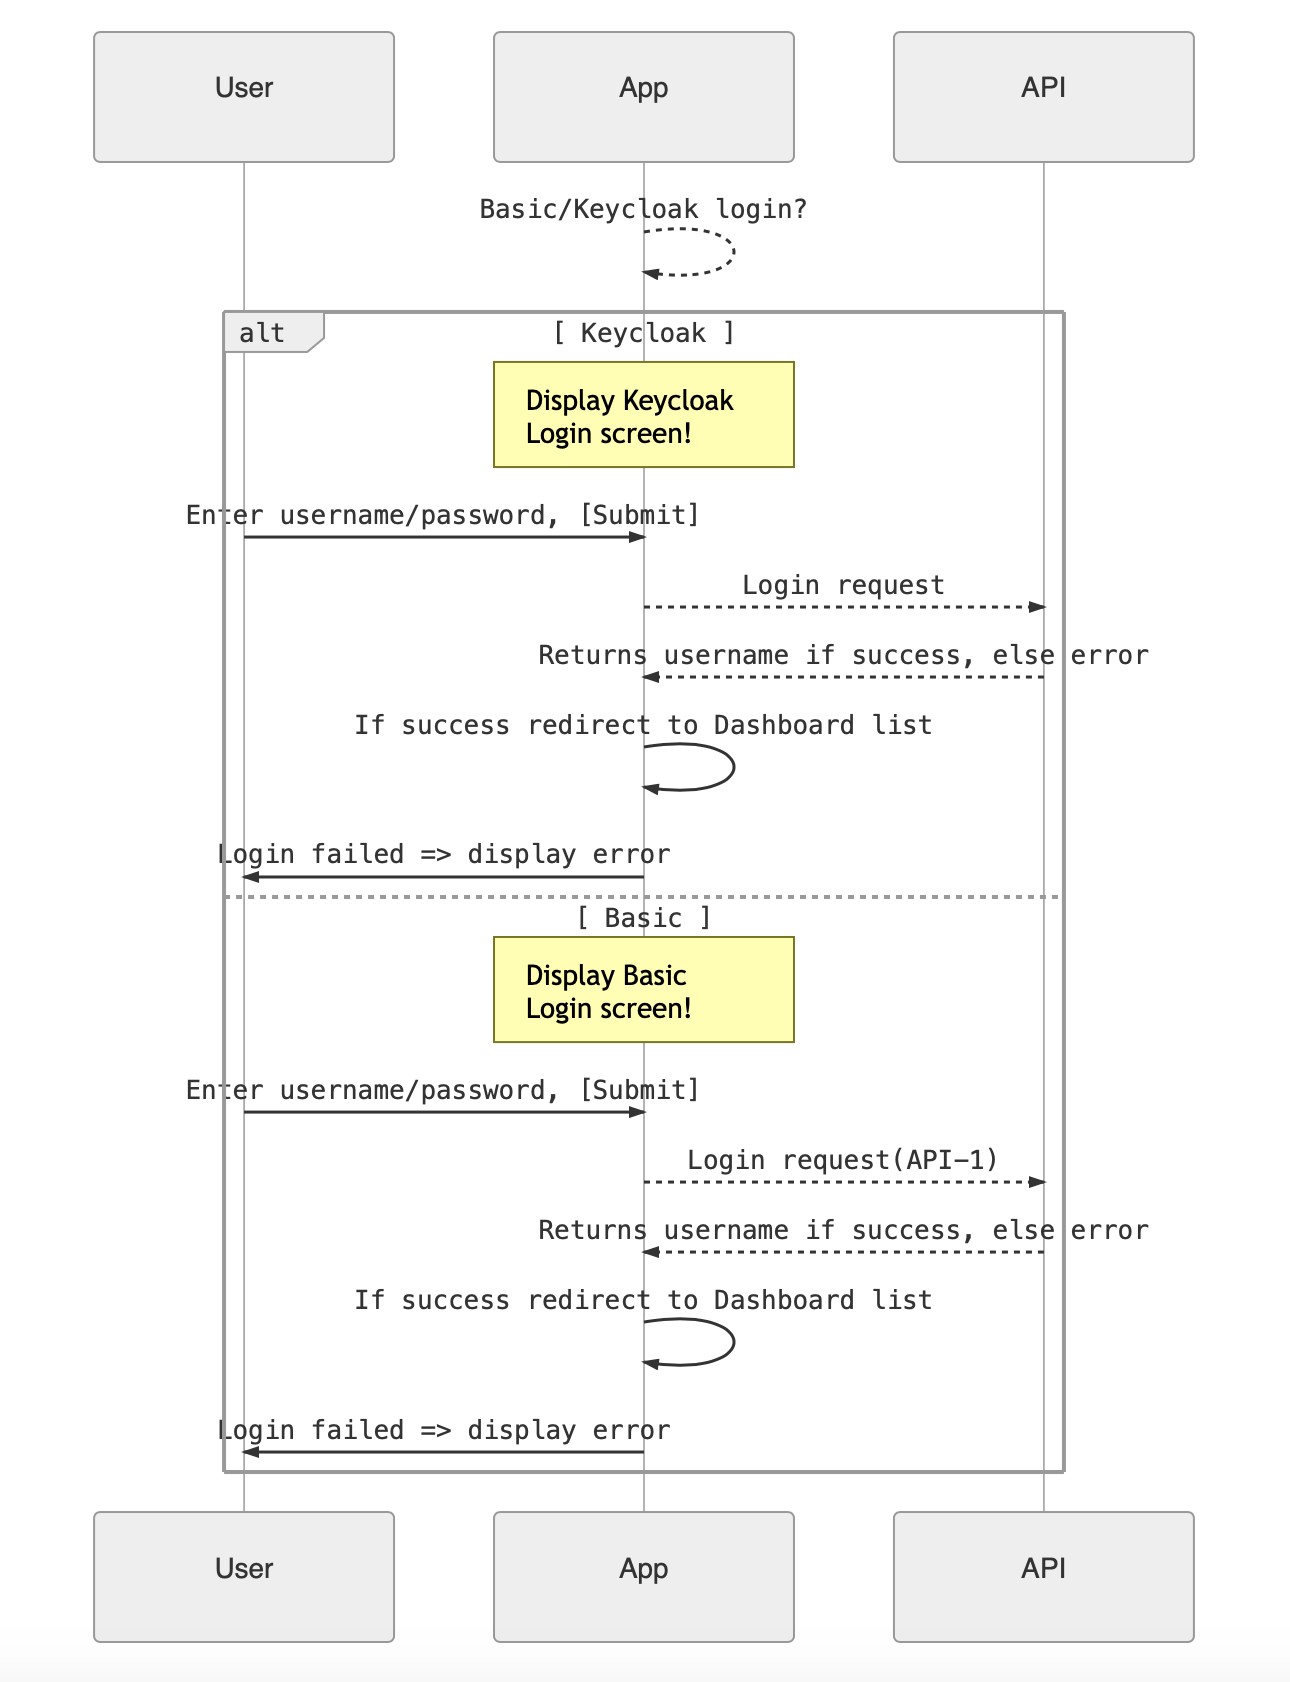 User
App
API
Basic/Keycloak login?
alt
[ Keycloak ]
Display Keycloak
Login screen!
Enter username/password, [Submit]
Login request
Returns username if success, else error
If success redirect to Dashboard list
Login failed => display error
[ Basic ]
Display Basic
Login screen!
Enter username/password, [Submit]
Login request(API-1)
Returns username if success, else error
If success redirect to Dashboard list
Login failed => display error
User
App
API